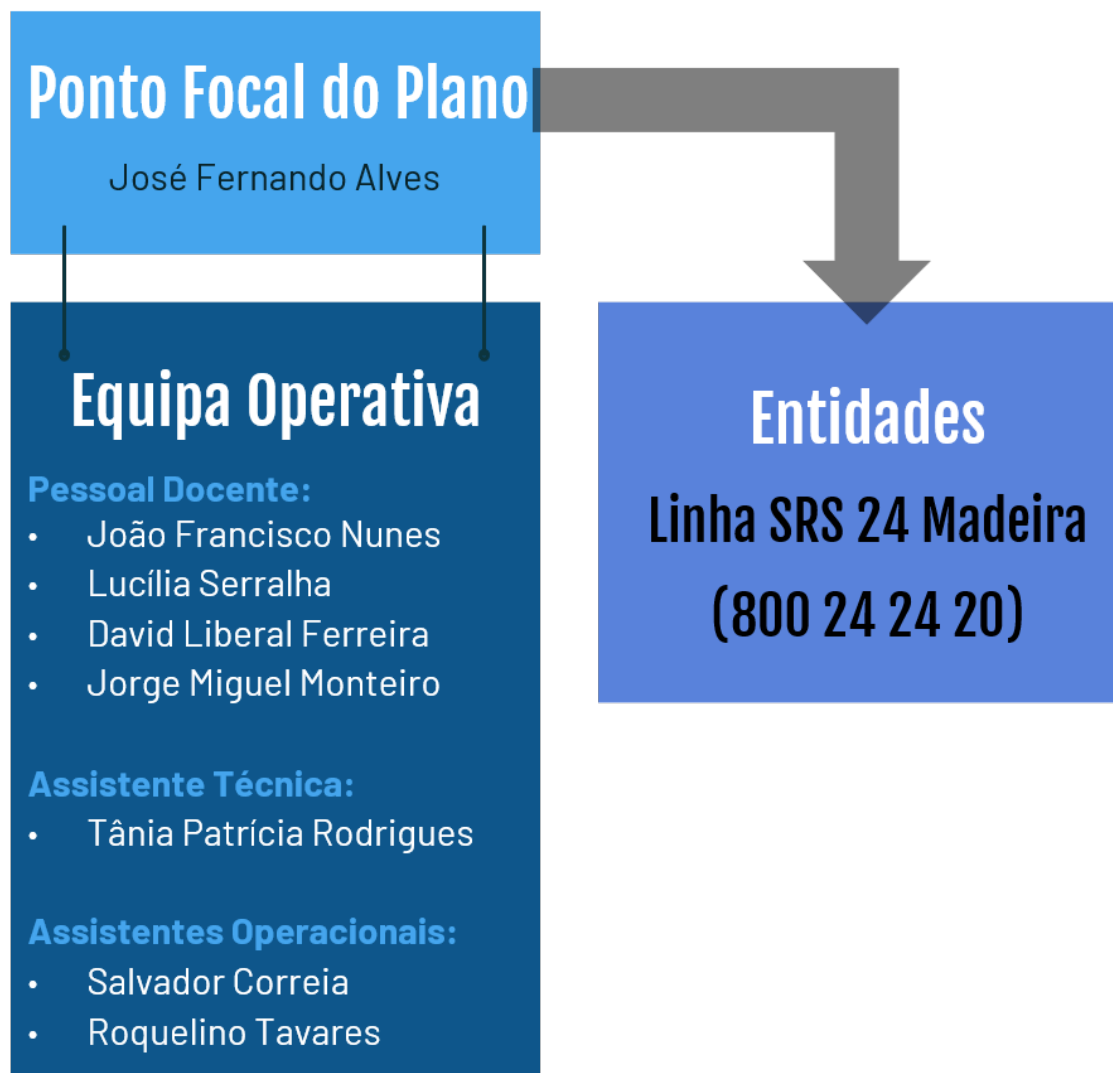 Ponto Focal do Plano
José Fernando Alves
Equipa Operativa
Pessoal Docente:
• João Francisco Nunes
• Lucília Serralha
• David Liberal Ferreira
• Jorge Miguel Monteiro
Assistente Técnica:
• Tânia Patrícia Rodrigues
Assistentes Operacionais:
• Salvador Correia
• Roquelino Tavares
Entidades
Linha SRS 24 Madeira
(800 24 24 20)